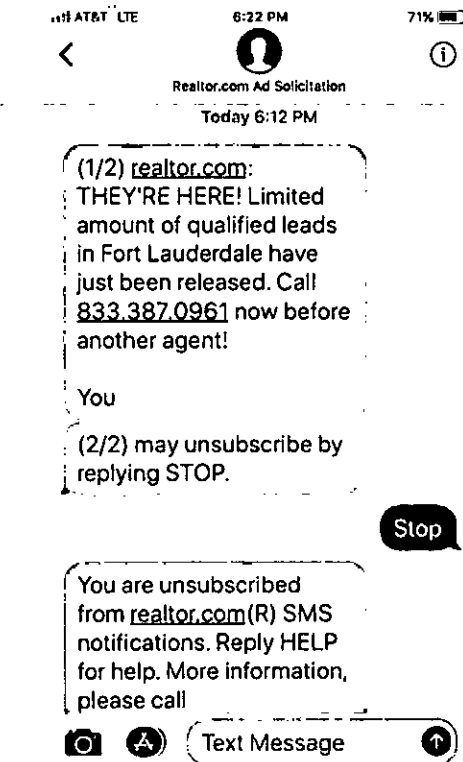 AT&T LTE 6:22 PM 71%
Realtor.com Ad Solicitation
Today 6:12 PM
(1/2) realtor.com:
THEY'RE HERE! Limited
amount of qualified leads
in Fort Lauderdale have
just been released. Call
833.387.0961 now before
another agent!
You
(2/2) may unsubscribe by
replying STOP.
Stop
You are unsubscribed
from realtor.com(R) SMS
notifications. Reply HELP
for help. More information,
please call
Text Message